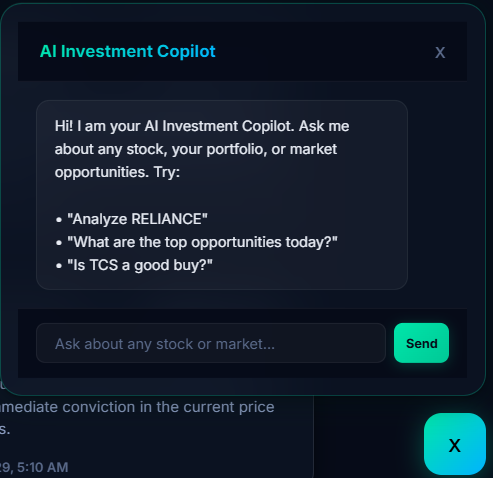 AI Investment Copilot
X
Hi! I am your AI Investment Copilot. Ask me
about any stock, your portfolio, or market
opportunities. Try:
• "Analyze RELIANCE"
• "What are the top opportunities today?"
• "Is TCS a good buy?"
Ask about any stock or market...
Send
immediate conviction in the current price
29, 5:10 AM
X